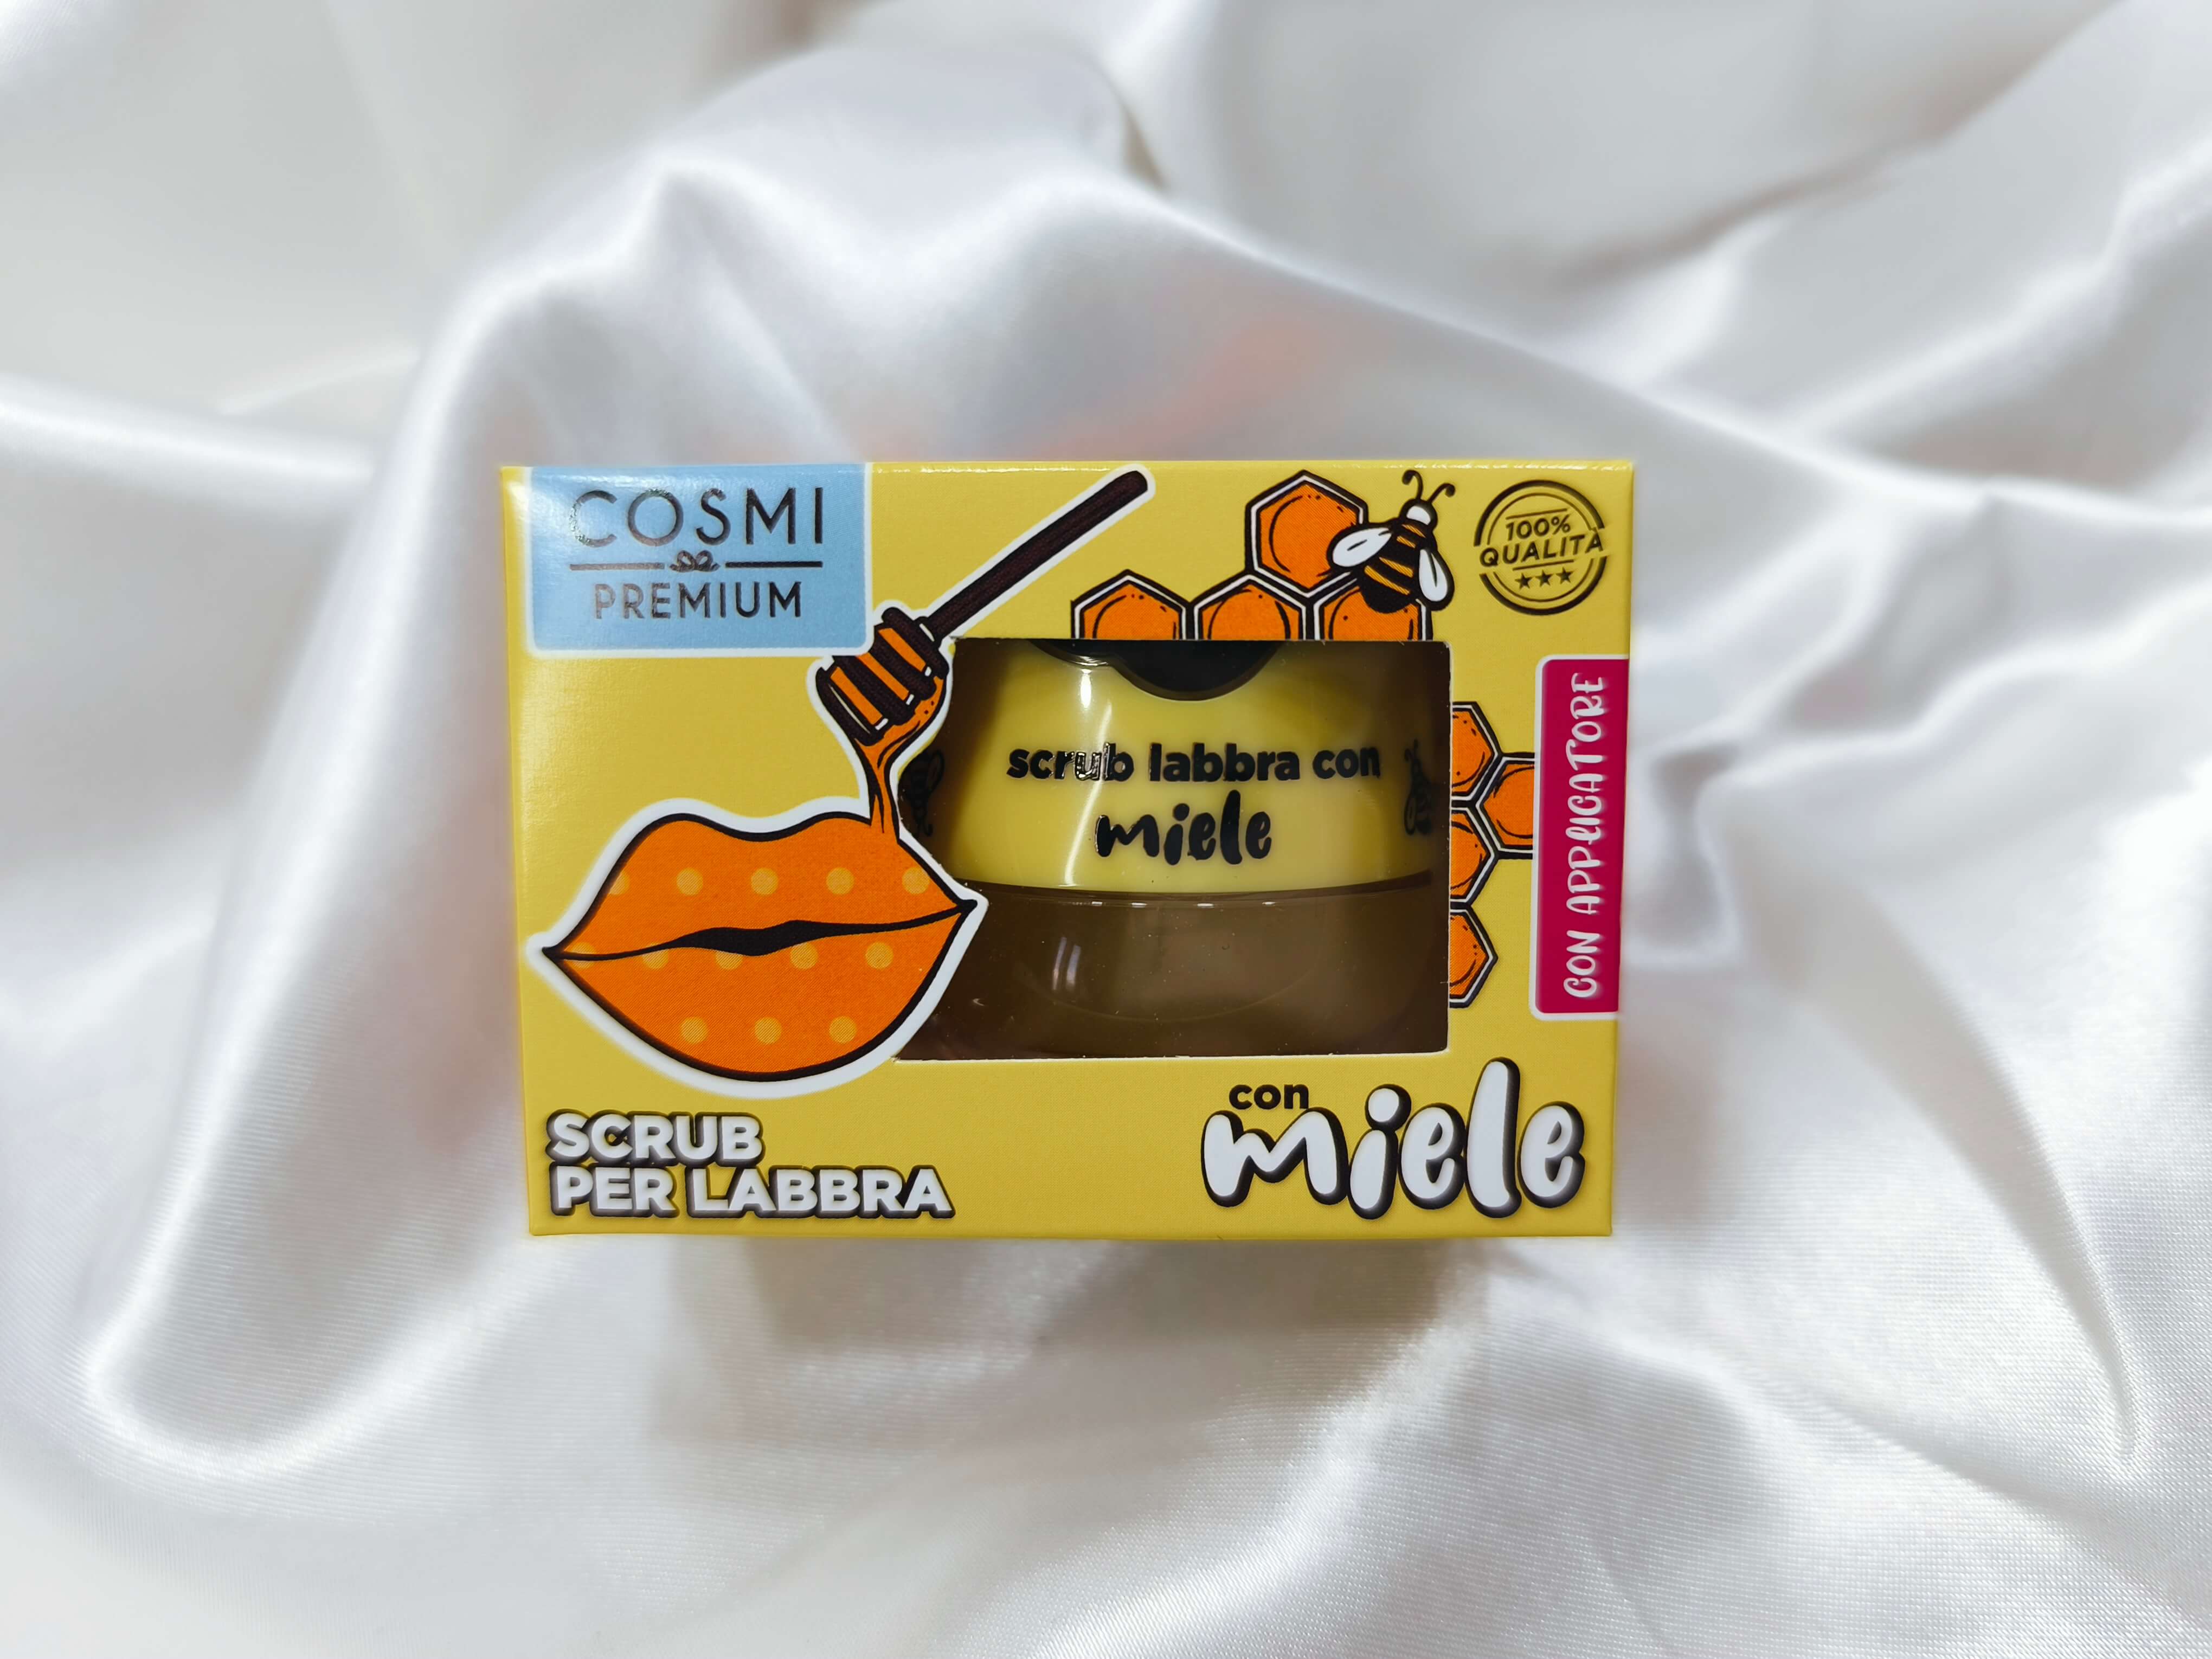 COSMI
PREMIUM
100%
QUALITÀ
scrub labbra con
miele
CON APPLICATORE
SCRUB
PER LABBRA
con
miele